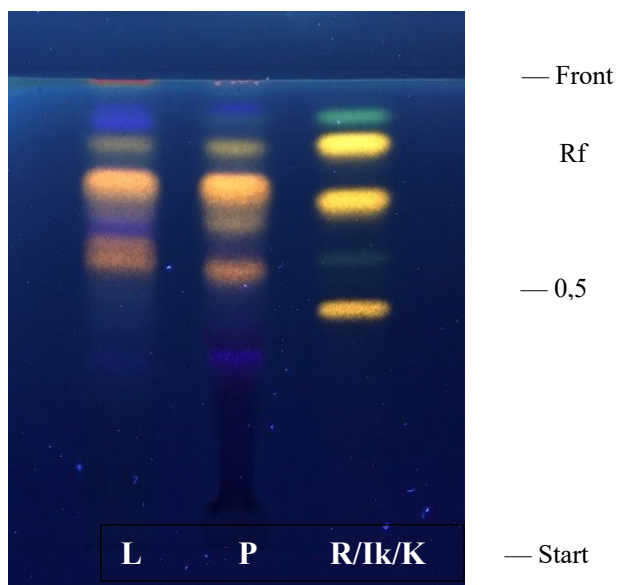 — Front
Rf
— 0,5
L P R/Ik/K — Start